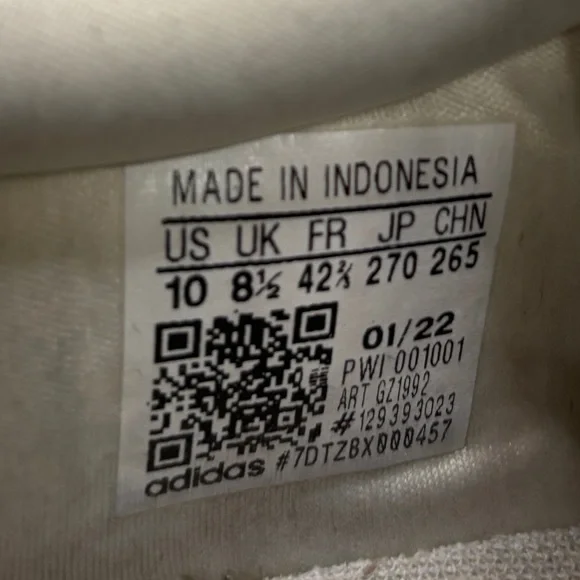 MADE IN INDONESIA
US UK FR JP CHN
10 8½ 42⅔ 270 265
01/22
PWI 001001
ART GZ1992
#129393023
adidas #7DTZBX000457